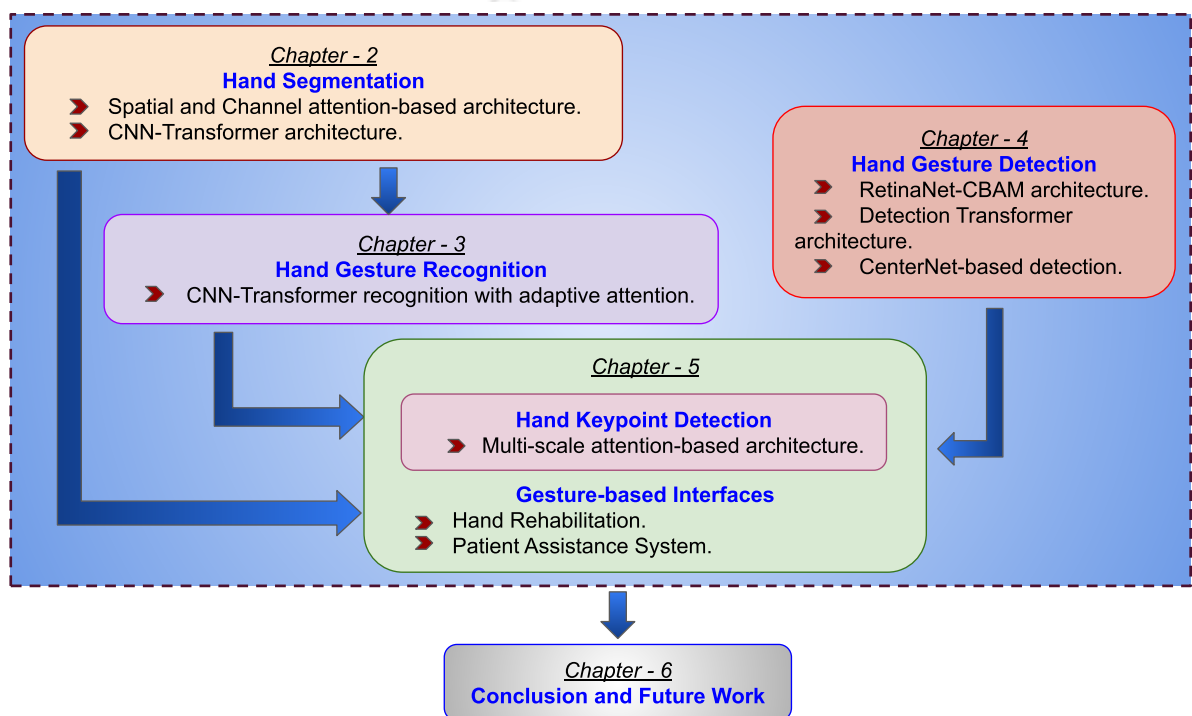 Chapter - 2
Hand Segmentation
Spatial and Channel attention-based architecture.
CNN-Transformer architecture.
Chapter - 4
Hand Gesture Detection
RetinaNet-CBAM architecture.
Detection Transformer
architecture.
CenterNet-based detection.
Chapter - 3
Hand Gesture Recognition
CNN-Transformer recognition with adaptive attention.
Chapter - 5
Hand Keypoint Detection
Multi-scale attention-based architecture.
Gesture-based Interfaces
Hand Rehabilitation.
Patient Assistance System.
Chapter - 6
Conclusion and Future Work